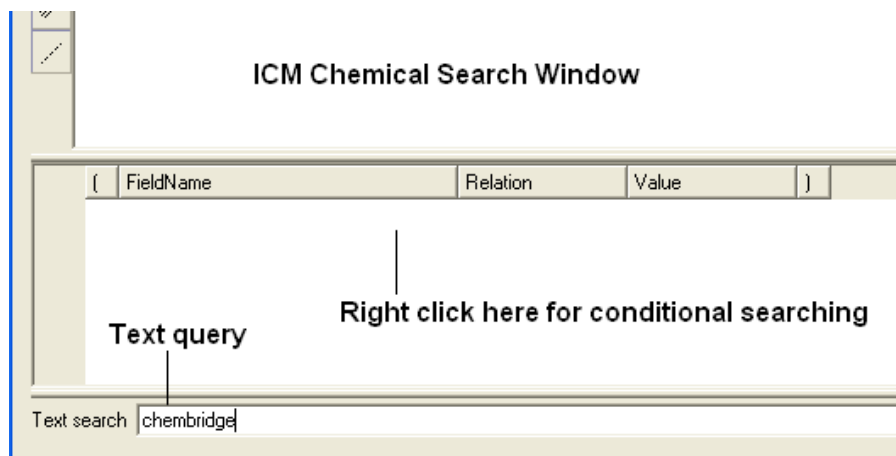 ICM Chemical Search Window
( FieldName Relation Value )
Right click here for conditional searching
Text query
Text search chembridge